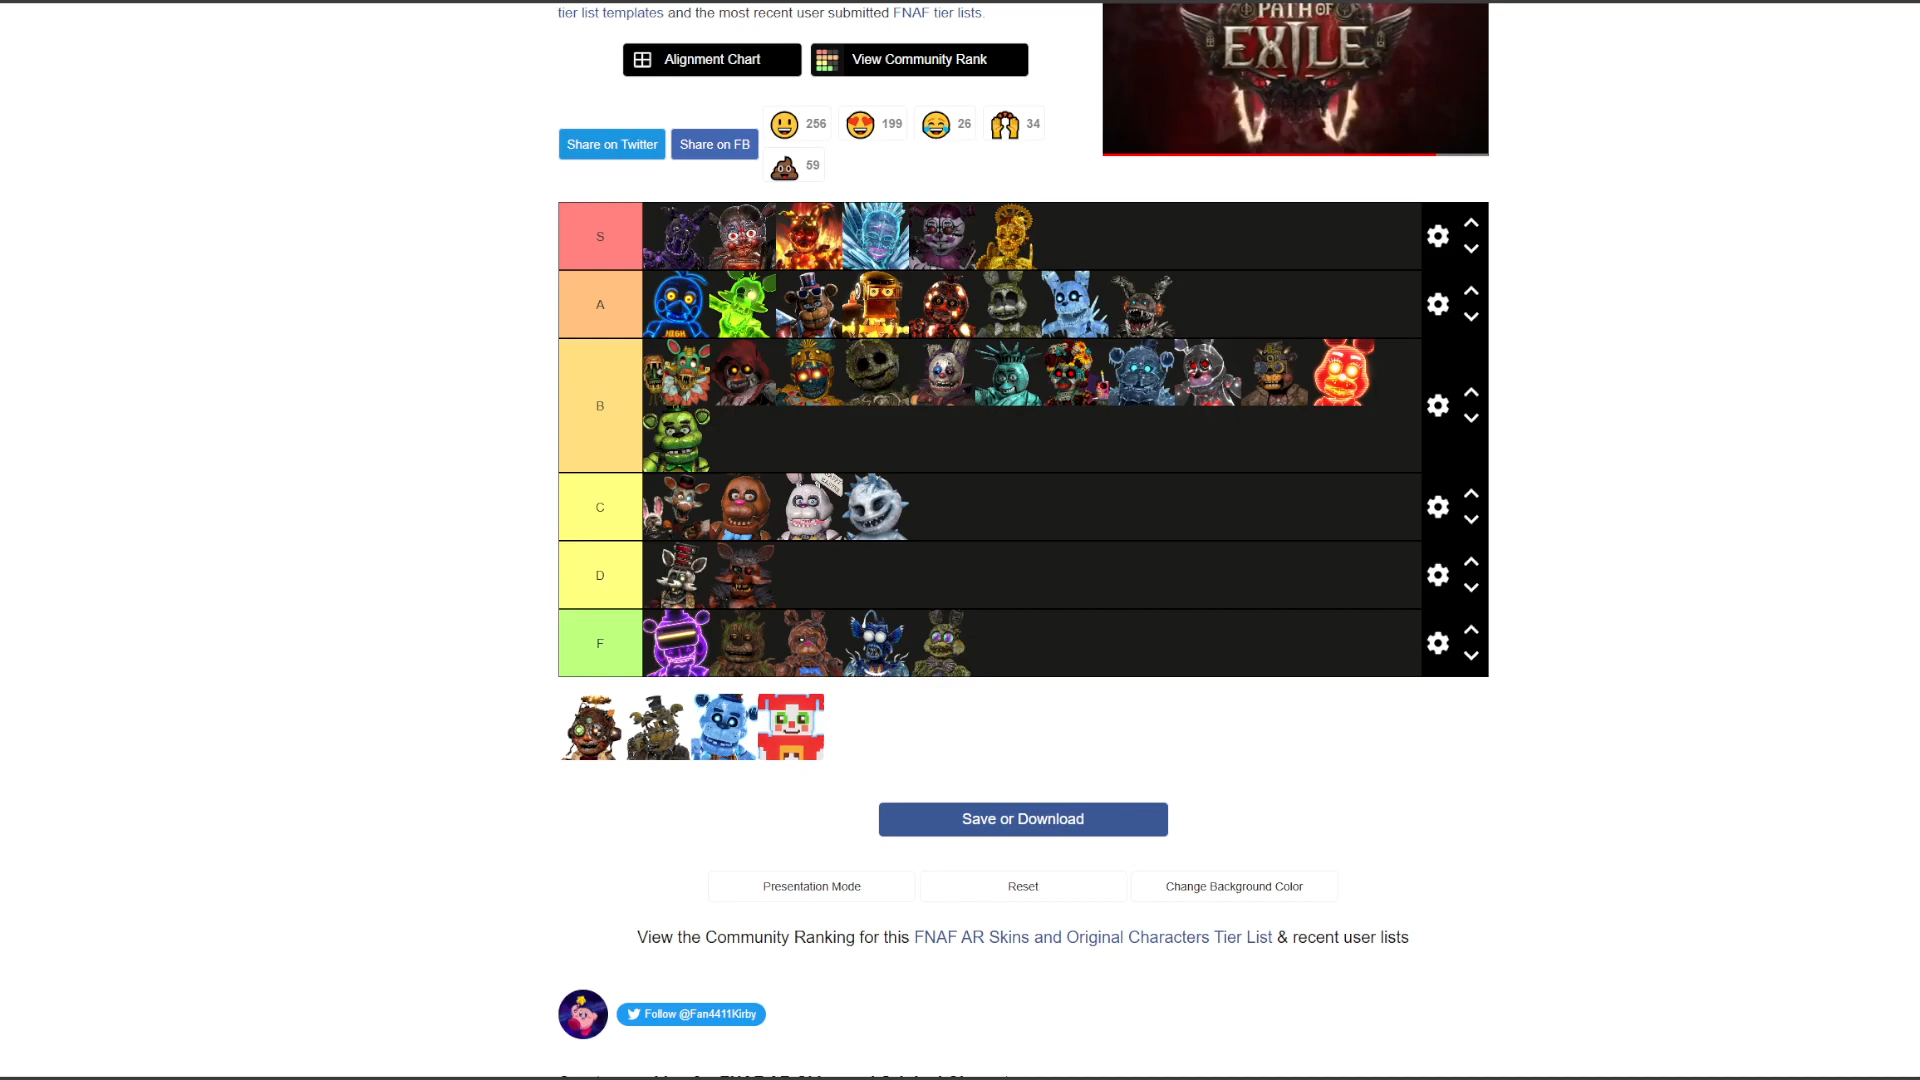 tier list templates and the most recent user submitted FNAF tier lists.
PATH OF
EXILE
Alignment Chart
View Community Rank
256
199
26
34
Share on Twitter
Share on FB
59
S
A
B
C
D
F
Save or Download
Presentation Mode
Reset
Change Background Color
View the Community Ranking for this FNAF AR Skins and Original Characters Tier List & recent user lists
Follow @Fan4411Kirby